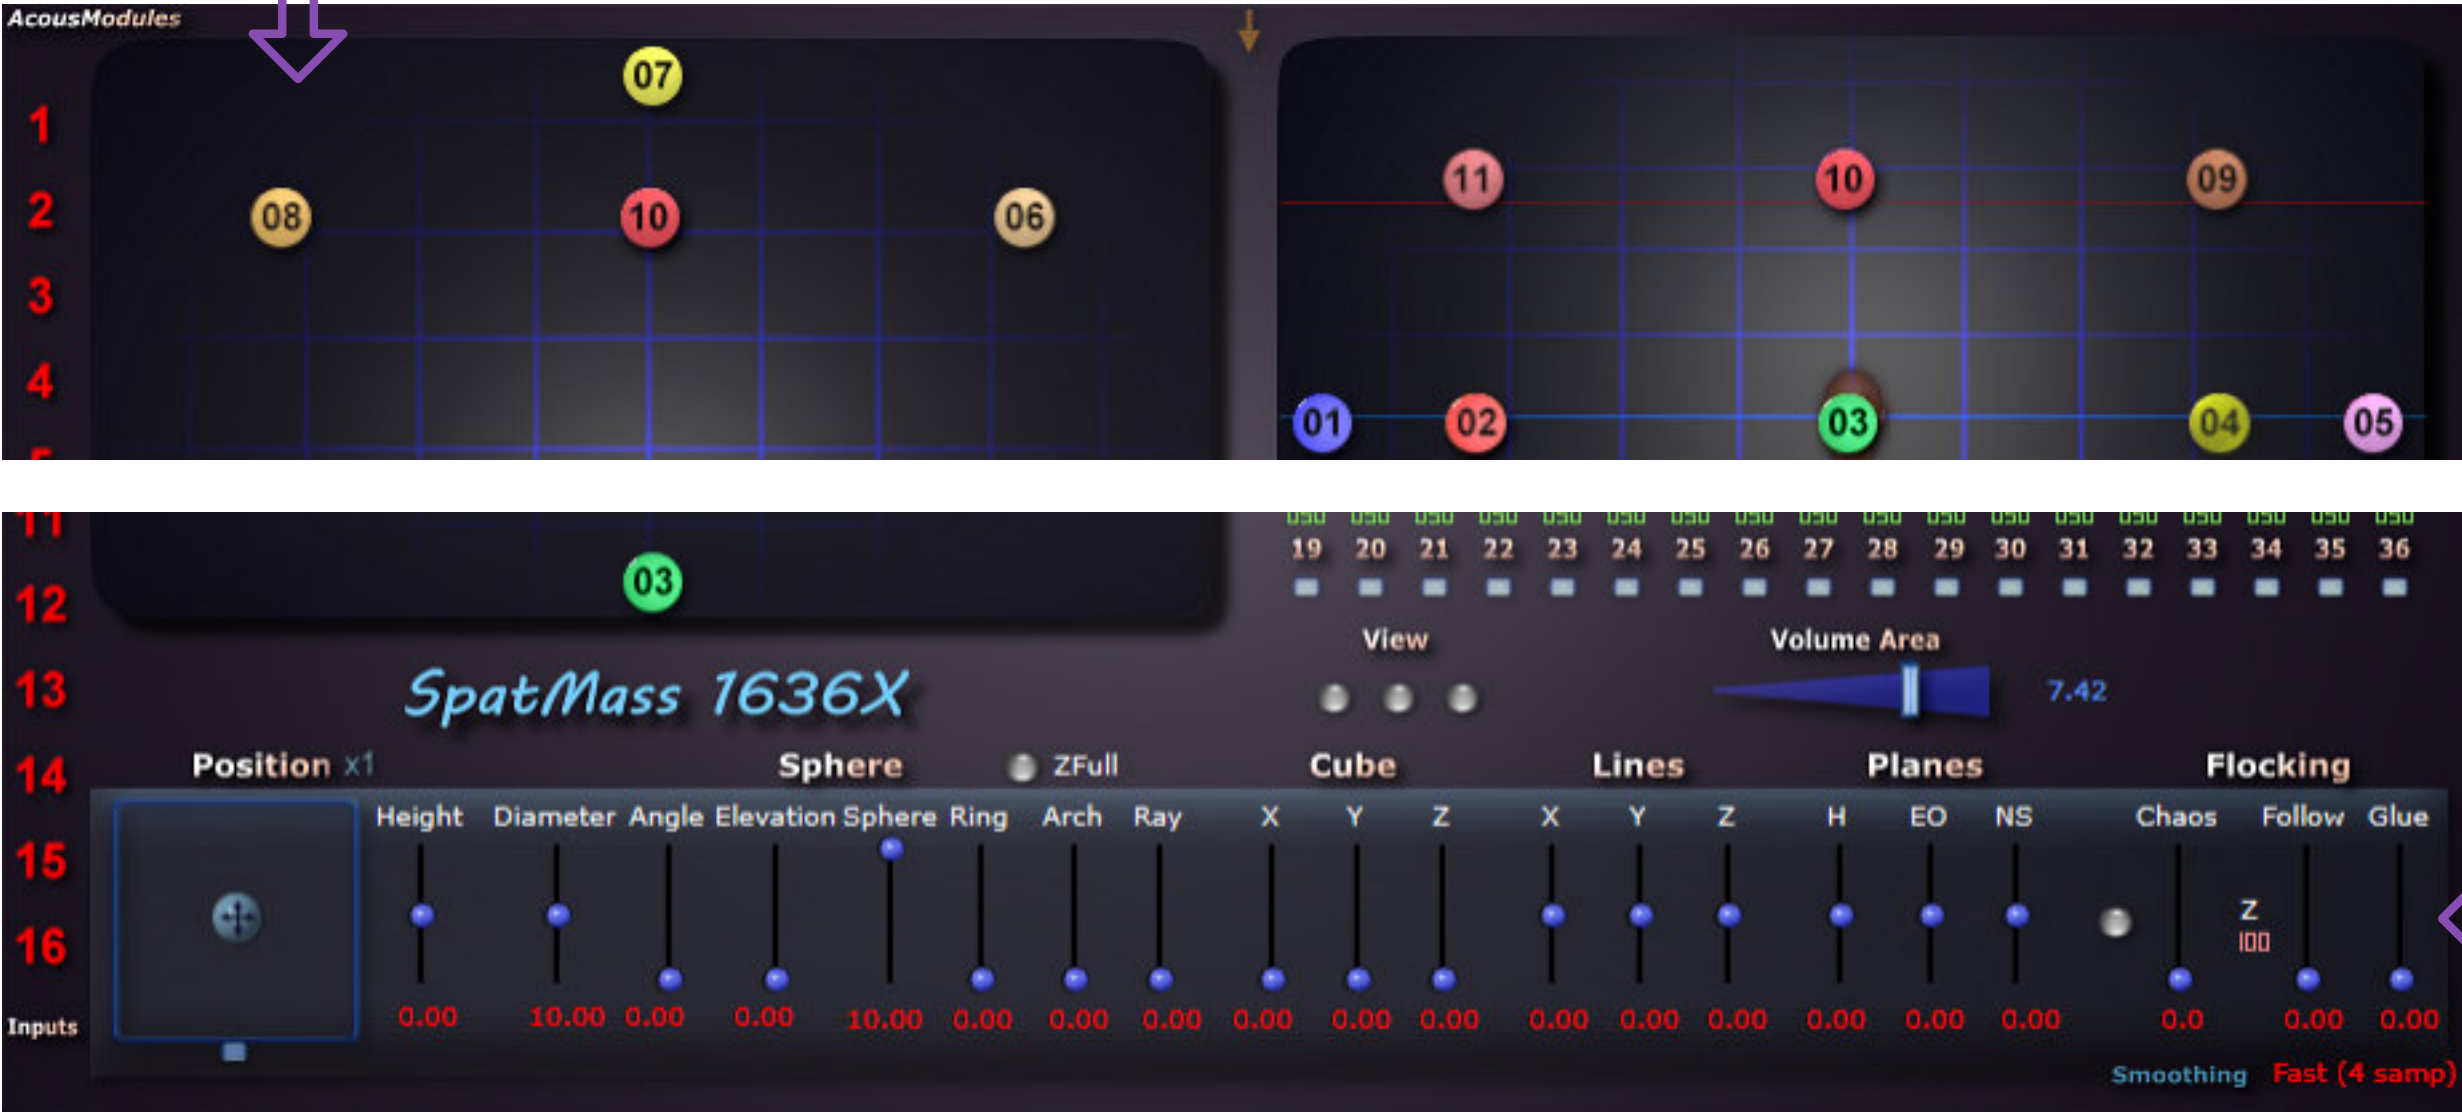 AcousModules
07
1
11 10 09
2
08 10 06
3
4
01 02 03 04 05
5
11
19 20 21 22 23 24 25 26 27 28 29 30 31 32 33 34 35 36
03
12
View Volume Area
13
SpatMass 1636X
7.42
14
Position x1 Sphere ZFull Cube Lines Planes Flocking
Height Diameter Angle Elevation Sphere Ring Arch Ray X Y Z X Y Z H EO NS Chaos Follow Glue
15
Z
16
100
0.00 10.00 0.00 0.00 10.00 0.00 0.00 0.00 0.00 0.00 0.00 0.00 0.00 0.00 0.00 0.00 0.00 0.0 0.00 0.00
Inputs
Smoothing Fast (4 samp)